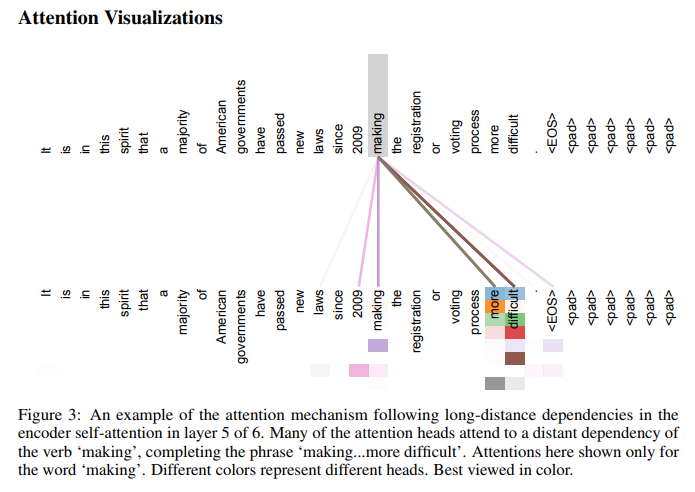 Attention Visualizations
It is in this spirit that a majority of American governments have passed new laws since 2009 making the registration or voting process more difficult . <EOS> <pad> <pad> <pad> <pad> <pad> <pad>
It is in this spirit that a majority of American governments have passed new laws since 2009 making the registration or voting process more difficult . <EOS> <pad> <pad> <pad> <pad> <pad> <pad>
Figure 3: An example of the attention mechanism following long-distance dependencies in the
encoder self-attention in layer 5 of 6. Many of the attention heads attend to a distant dependency of
the verb ‘making’, completing the phrase ‘making...more difficult’. Attentions here shown only for
the word ‘making’. Different colors represent different heads. Best viewed in color.